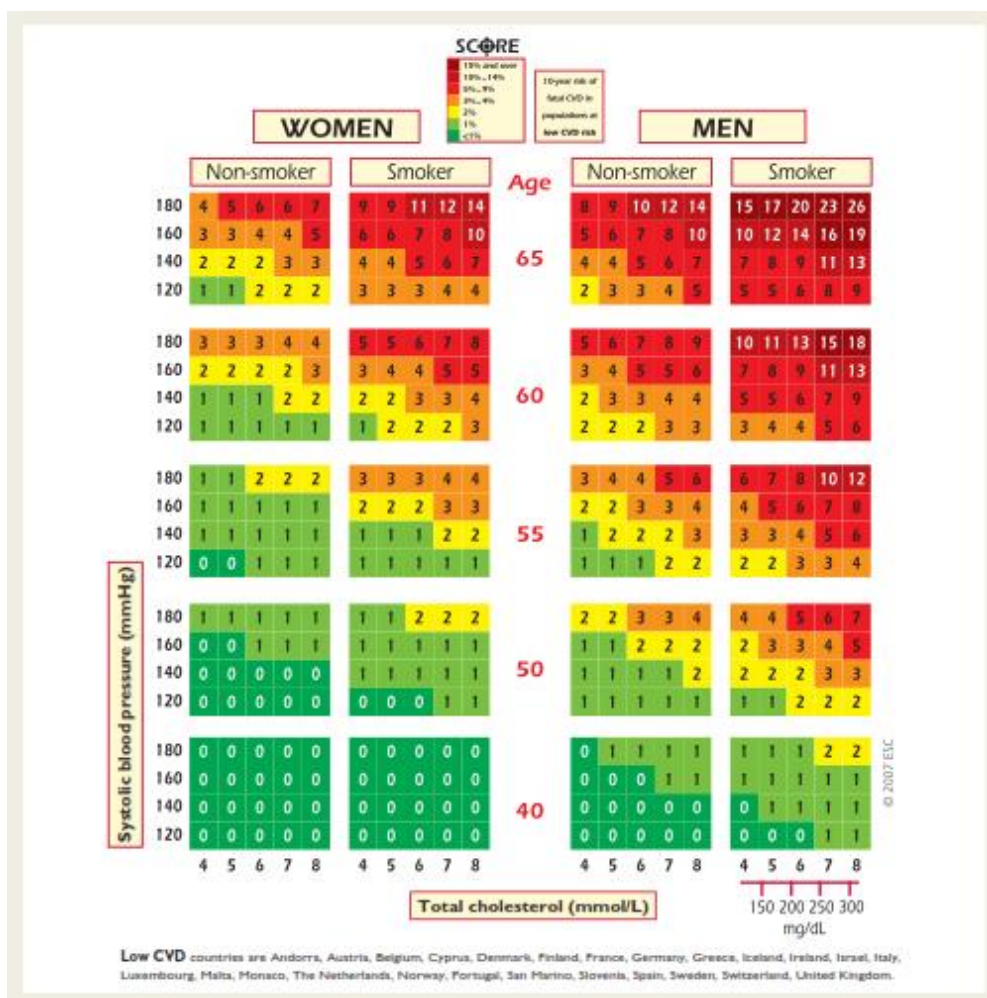 SCORE
15% and over
10%–14%
5%–9%
3%–4%
2%
1%
<1%
10-year risk of
fatal CVD in
populations at
low CVD risk
WOMEN MEN
Non-smoker Smoker Age Non-smoker Smoker
180 4 5 6 6 7 9 9 11 12 14 8 9 10 12 14 15 17 20 23 26
160 3 3 4 4 5 6 6 7 8 10 5 6 7 8 10 10 12 14 16 19
65
140 2 2 2 3 3 4 4 5 6 7 4 4 5 6 7 7 8 9 11 13
120 1 1 2 2 2 3 3 3 4 4 2 3 3 4 5 5 5 6 8 9
180 3 3 3 4 4 5 5 6 7 8 5 6 7 8 9 10 11 13 15 18
160 2 2 2 2 3 3 4 4 5 5 3 4 5 5 6 7 8 9 11 13
60
140 1 1 1 2 2 2 2 3 3 4 2 3 3 4 4 5 5 6 7 9
120 1 1 1 1 1 1 2 2 2 3 2 2 2 3 3 3 4 4 5 6
180 1 1 2 2 2 3 3 3 4 4 3 4 4 5 6 6 7 8 10 12
160 1 1 1 1 1 2 2 2 3 3 2 2 3 3 4 4 5 6 7 8
55
140 1 1 1 1 1 1 1 1 2 2 1 2 2 2 3 3 3 4 5 6
120 0 0 1 1 1 1 1 1 1 1 1 1 1 2 2 2 2 3 3 4
180 1 1 1 1 1 1 1 2 2 2 2 2 3 3 4 4 4 5 6 7
160 0 0 1 1 1 1 1 1 1 1 1 1 2 2 2 2 3 3 4 5
50
140 0 0 0 0 0 1 1 1 1 1 1 1 1 1 2 2 2 2 3 3
120 0 0 0 0 0 0 0 0 1 1 1 1 1 1 1 1 1 2 2 2
180 0 0 0 0 0 0 0 0 0 0 0 1 1 1 1 1 1 1 2 2
160 0 0 0 0 0 0 0 0 0 0 0 0 0 1 1 1 1 1 1 1
40
140 0 0 0 0 0 0 0 0 0 0 0 0 0 0 0 0 1 1 1 1
120 0 0 0 0 0 0 0 0 0 0 0 0 0 0 0 0 0 0 1 1
4 5 6 7 8 4 5 6 7 8 4 5 6 7 8 4 5 6 7 8
Systolic blood pressure (mmHg)
© 2007 ESC
Total cholesterol (mmol/L)
150 200 250 300
mg/dL
Low CVD countries are Andorra, Austria, Belgium, Cyprus, Denmark, Finland, France, Germany, Greece, Iceland, Ireland, Israel, Italy,
Luxembourg, Malta, Monaco, The Netherlands, Norway, Portugal, San Marino, Slovenia, Spain, Sweden, Switzerland, United Kingdom.